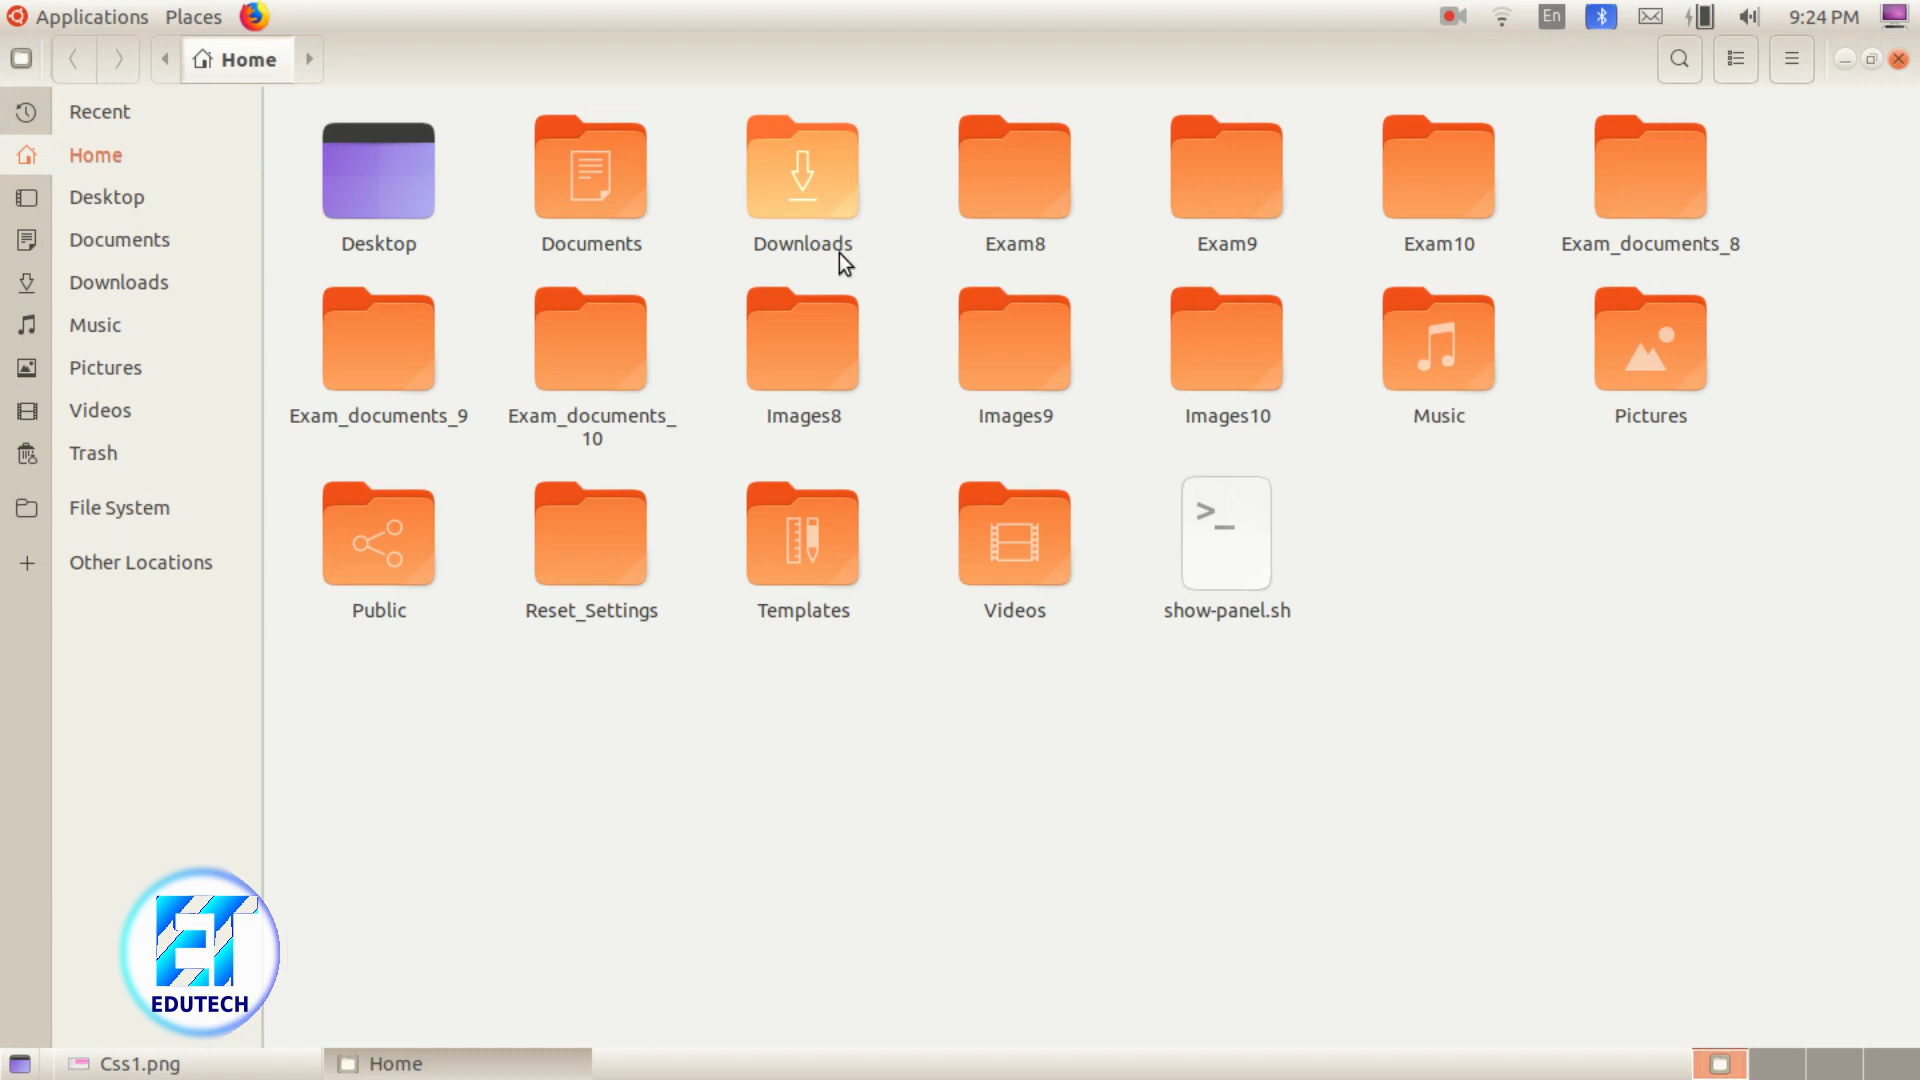 Applications Places En 9:24 PM
Home
Recent
Home
Desktop
Documents
Downloads
Music
Pictures
Videos
Trash
File System
Other Locations
Desktop Documents Downloads Exam8 Exam9 Exam10 Exam_documents_8
Exam_documents_9 Exam_documents_ Images8 Images9 Images10 Music Pictures
10
Public Reset_Settings Templates >_ Videos show-panel.sh
EDUTECH
Css1.png Home